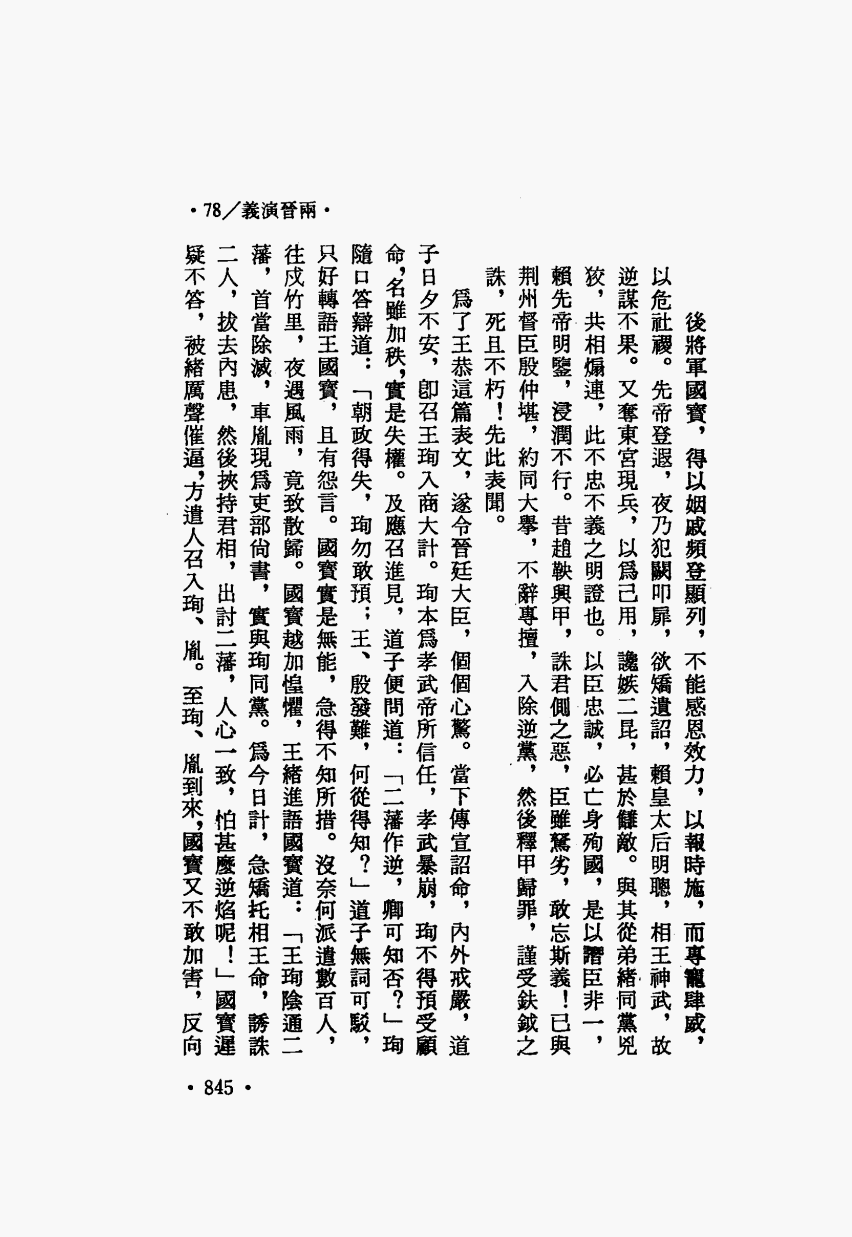 ·78／義演晉兩·
後將軍國寶，得以姻戚頻登顯列，不能感恩效力，以報時施，而專寵肆威，
以危社禝。先帝登遐，夜乃犯闕叩扉，欲矯遺詔，賴皇太后明聰，相王神武，故
逆謀不果。又奪東宮現兵，以爲己用，讒嫉二昆，甚於讎敵。與其從弟緒同黨兇
狡，共相煽連，此不忠不義之明證也。以臣忠誠，必亡身殉國，是以譖臣非一，
賴先帝明鑒，浸潤不行。昔趙鞅興甲，誅君側之惡，臣雖駑劣，敢忘斯義！已與
荆州督臣殷仲堪，約同大擧，不辭專擅，入除逆黨，然後釋甲歸罪，謹受鈇鉞之
誅，死且不朽！先此表聞。
爲了王恭這篇表文，遂令晉廷大臣，個個心驚。當下傳宣詔命，內外戒嚴，道
子日夕不安，卽召王珣入商大計。珣本爲孝武帝所信任，孝武暴崩，珣不得預受顧
命，名雖加秩，實是失權。及應召進見，道子便問道：「二藩作逆，卿可知否？」珣
隨口答辯道：「朝政得失，珣勿敢預；王、殷發難，何從得知？」道子無詞可駁，
只好轉語王國寶，且有怨言。國寶實是無能，急得不知所措。沒奈何派遣數百人，
往戍竹里，夜遇風雨，竟致散歸。國寶越加惶懼，王緒進語國寶道：「王珣陰通二
藩，首當除滅，車胤現爲吏部尙書，實與珣同黨。爲今日計，急矯托相王命，誘誅
二人，拔去內患，然後挾持君相，出討二藩，人心一致，怕甚麼逆焰呢！」國寶遲
疑不答，被緒厲聲催逼，方遣人召入珣、胤。至珣、胤到來，國寶又不敢加害，反向
·845·